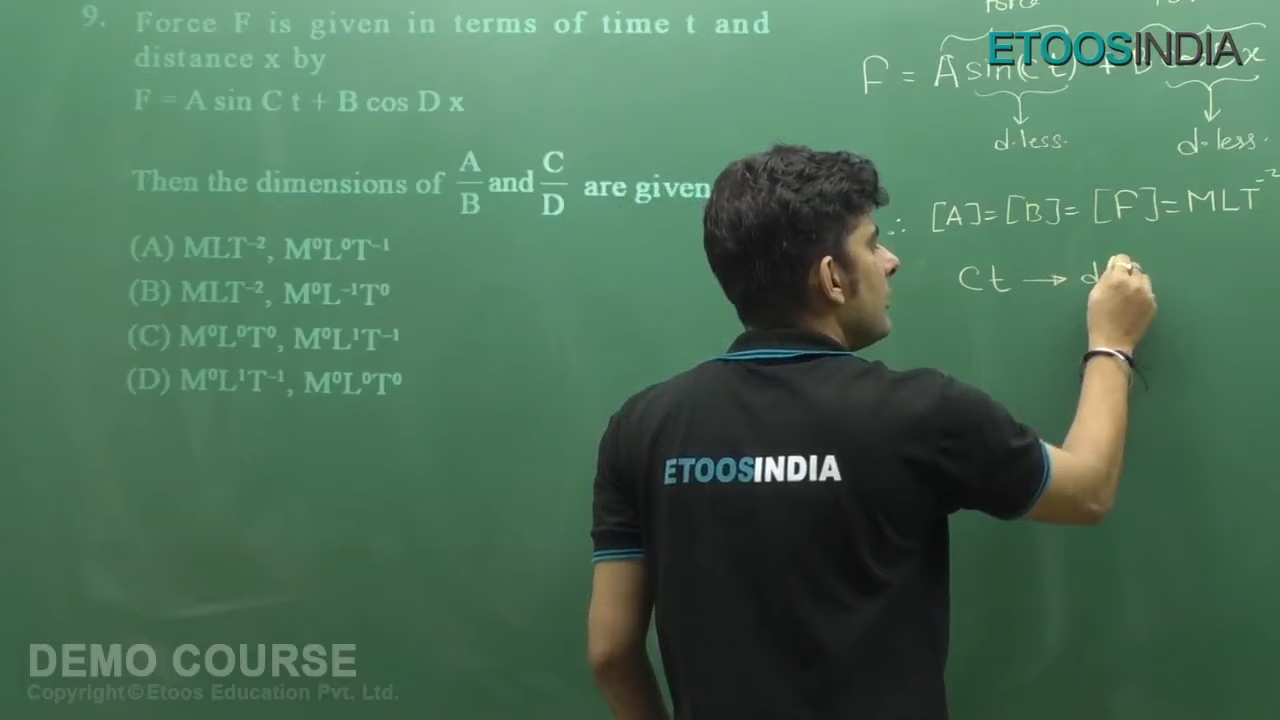 9. Force F is given in terms of time t and
distance x by
F = A sin C t + B cos D x
Then the dimensions of A/B and C/D are given
(A) MLT⁻², M⁰L⁰T⁻¹
(B) MLT⁻², M⁰L⁻¹T⁰
(C) M⁰L⁰T⁰, M⁰L¹T⁻¹
(D) M⁰L¹T⁻¹, M⁰L⁰T⁰
ETOOSINDIA
F = A sin(Ct) + B x
d·less· d·less·
∴ [A]=[B]=[F]=MLT⁻²
Ct → d
ETOOSINDIA
DEMO COURSE
Copyright © Etoos Education Pvt. Ltd.